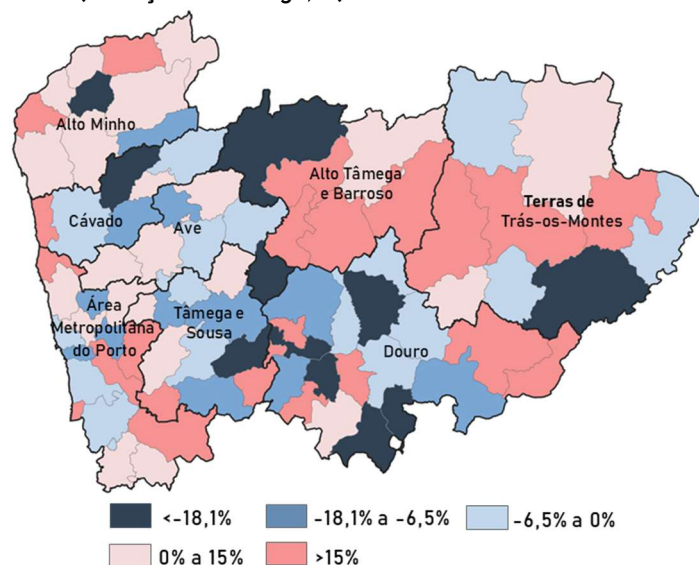 Alto Minho
Alto Tâmega
e Barroso
Terras de
Trás-os-Montes
Cávado
Ave
Área
Metropolitana
do Porto
Tâmega e
Sousa
Douro
<-18,1%
-18,1% a -6,5%
-6,5% a 0%
0% a 15%
>15%